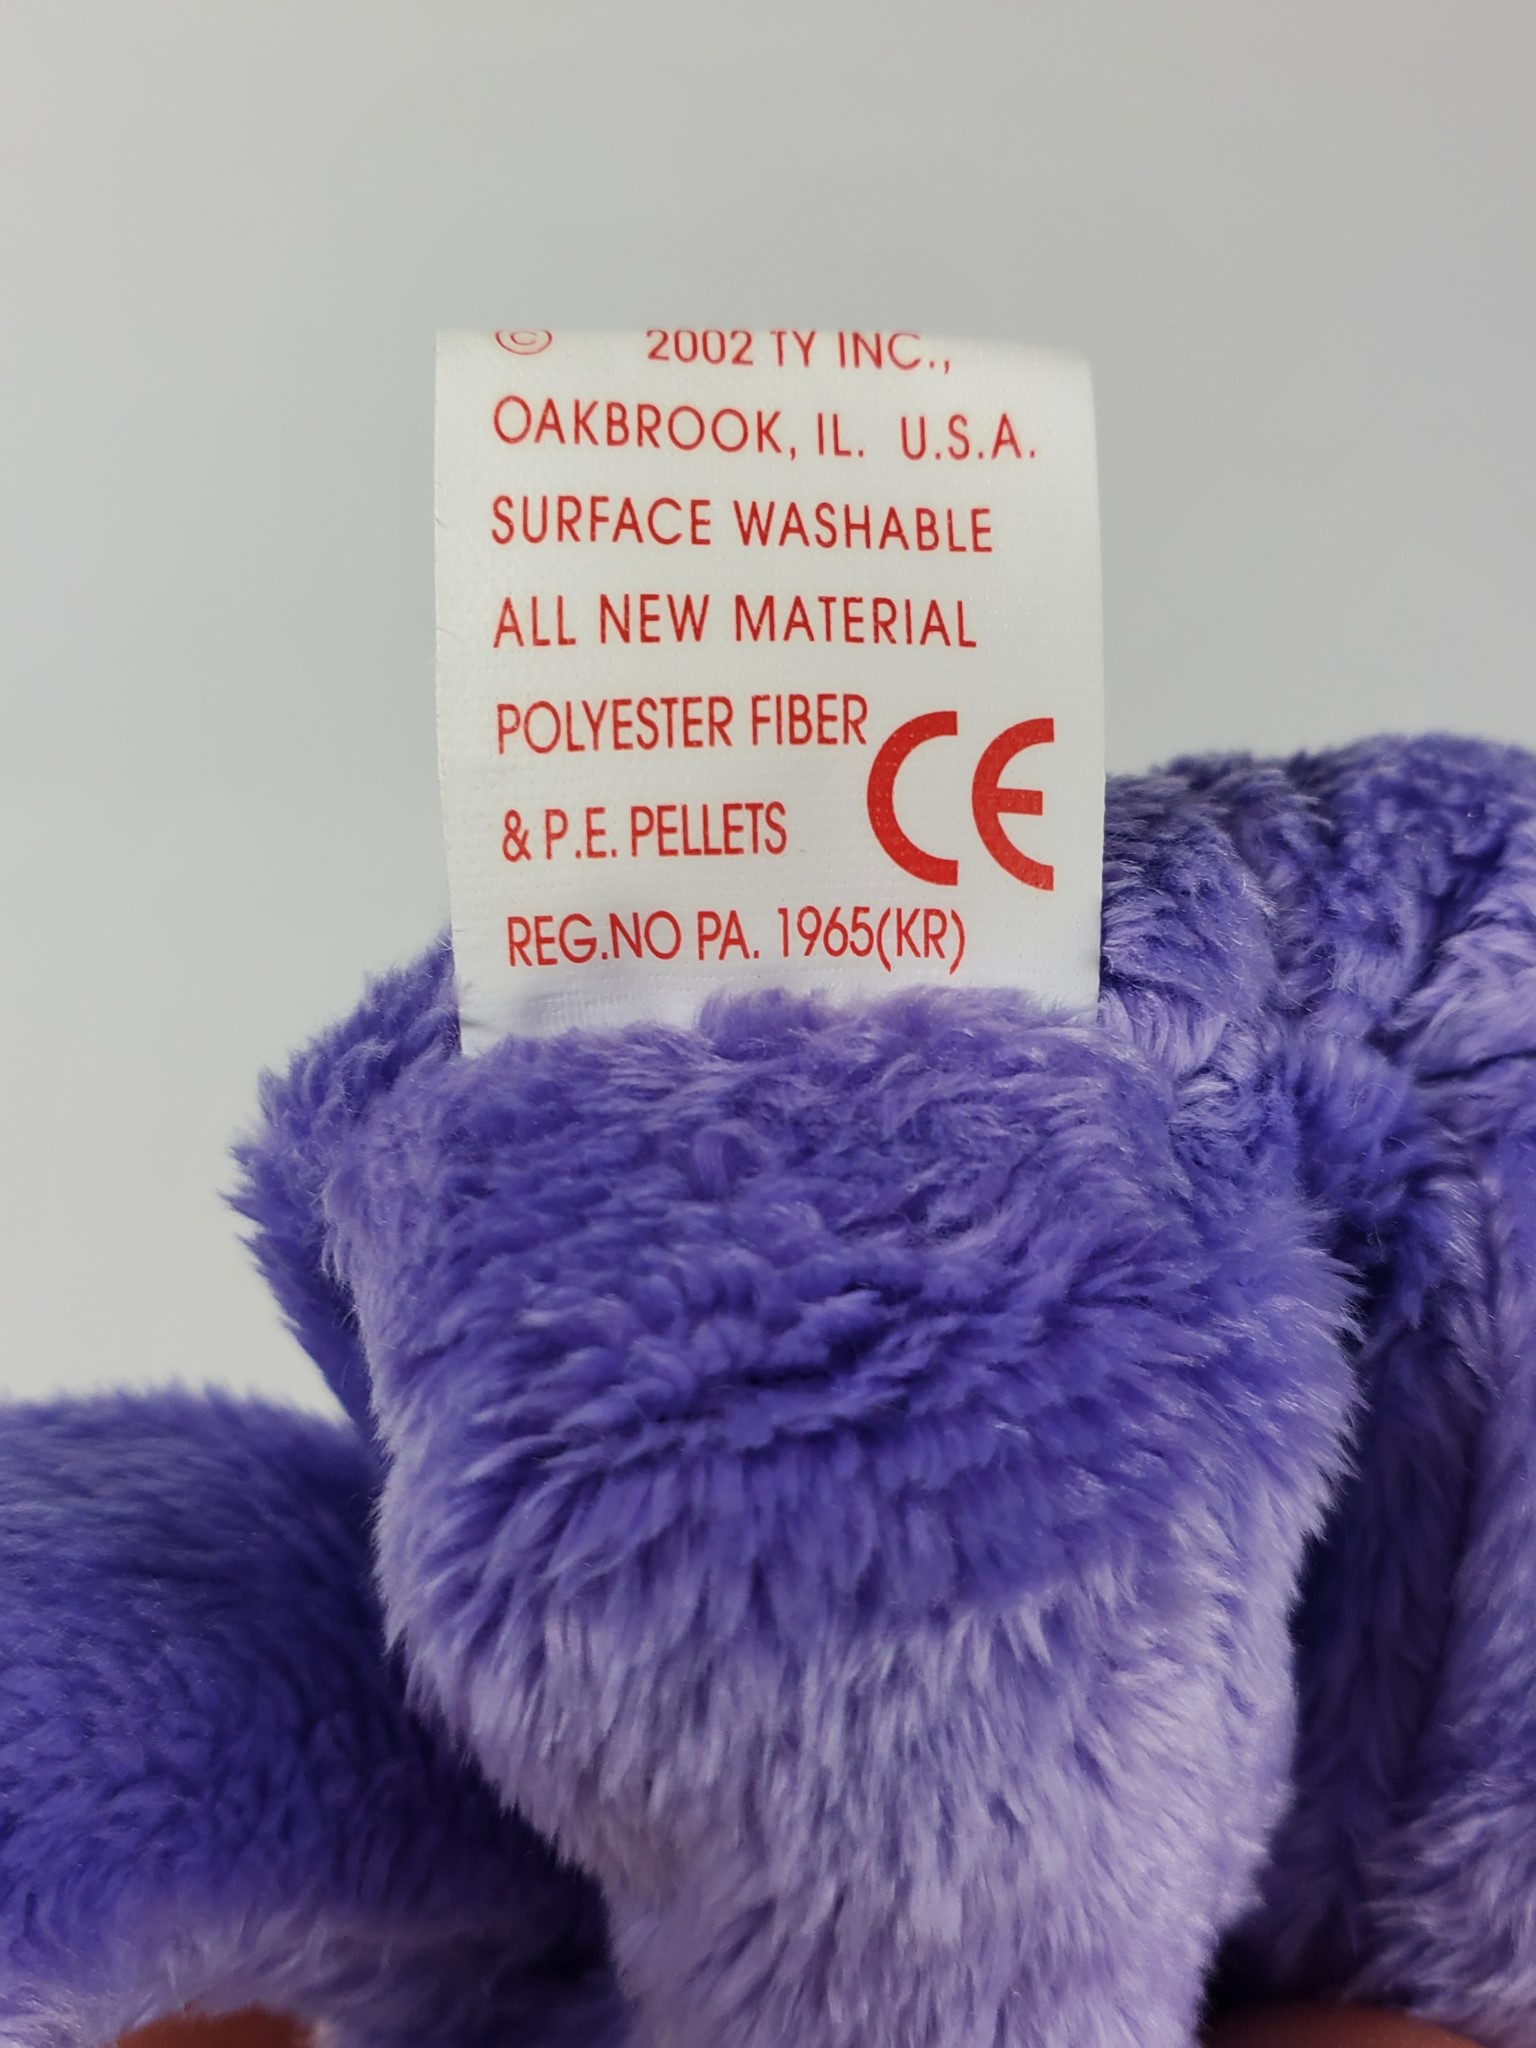 © 2002 TY INC.,
OAKBROOK, IL. U.S.A.
SURFACE WASHABLE
ALL NEW MATERIAL
POLYESTER FIBER
& P.E. PELLETS
CE
REG.NO PA. 1965(KR)